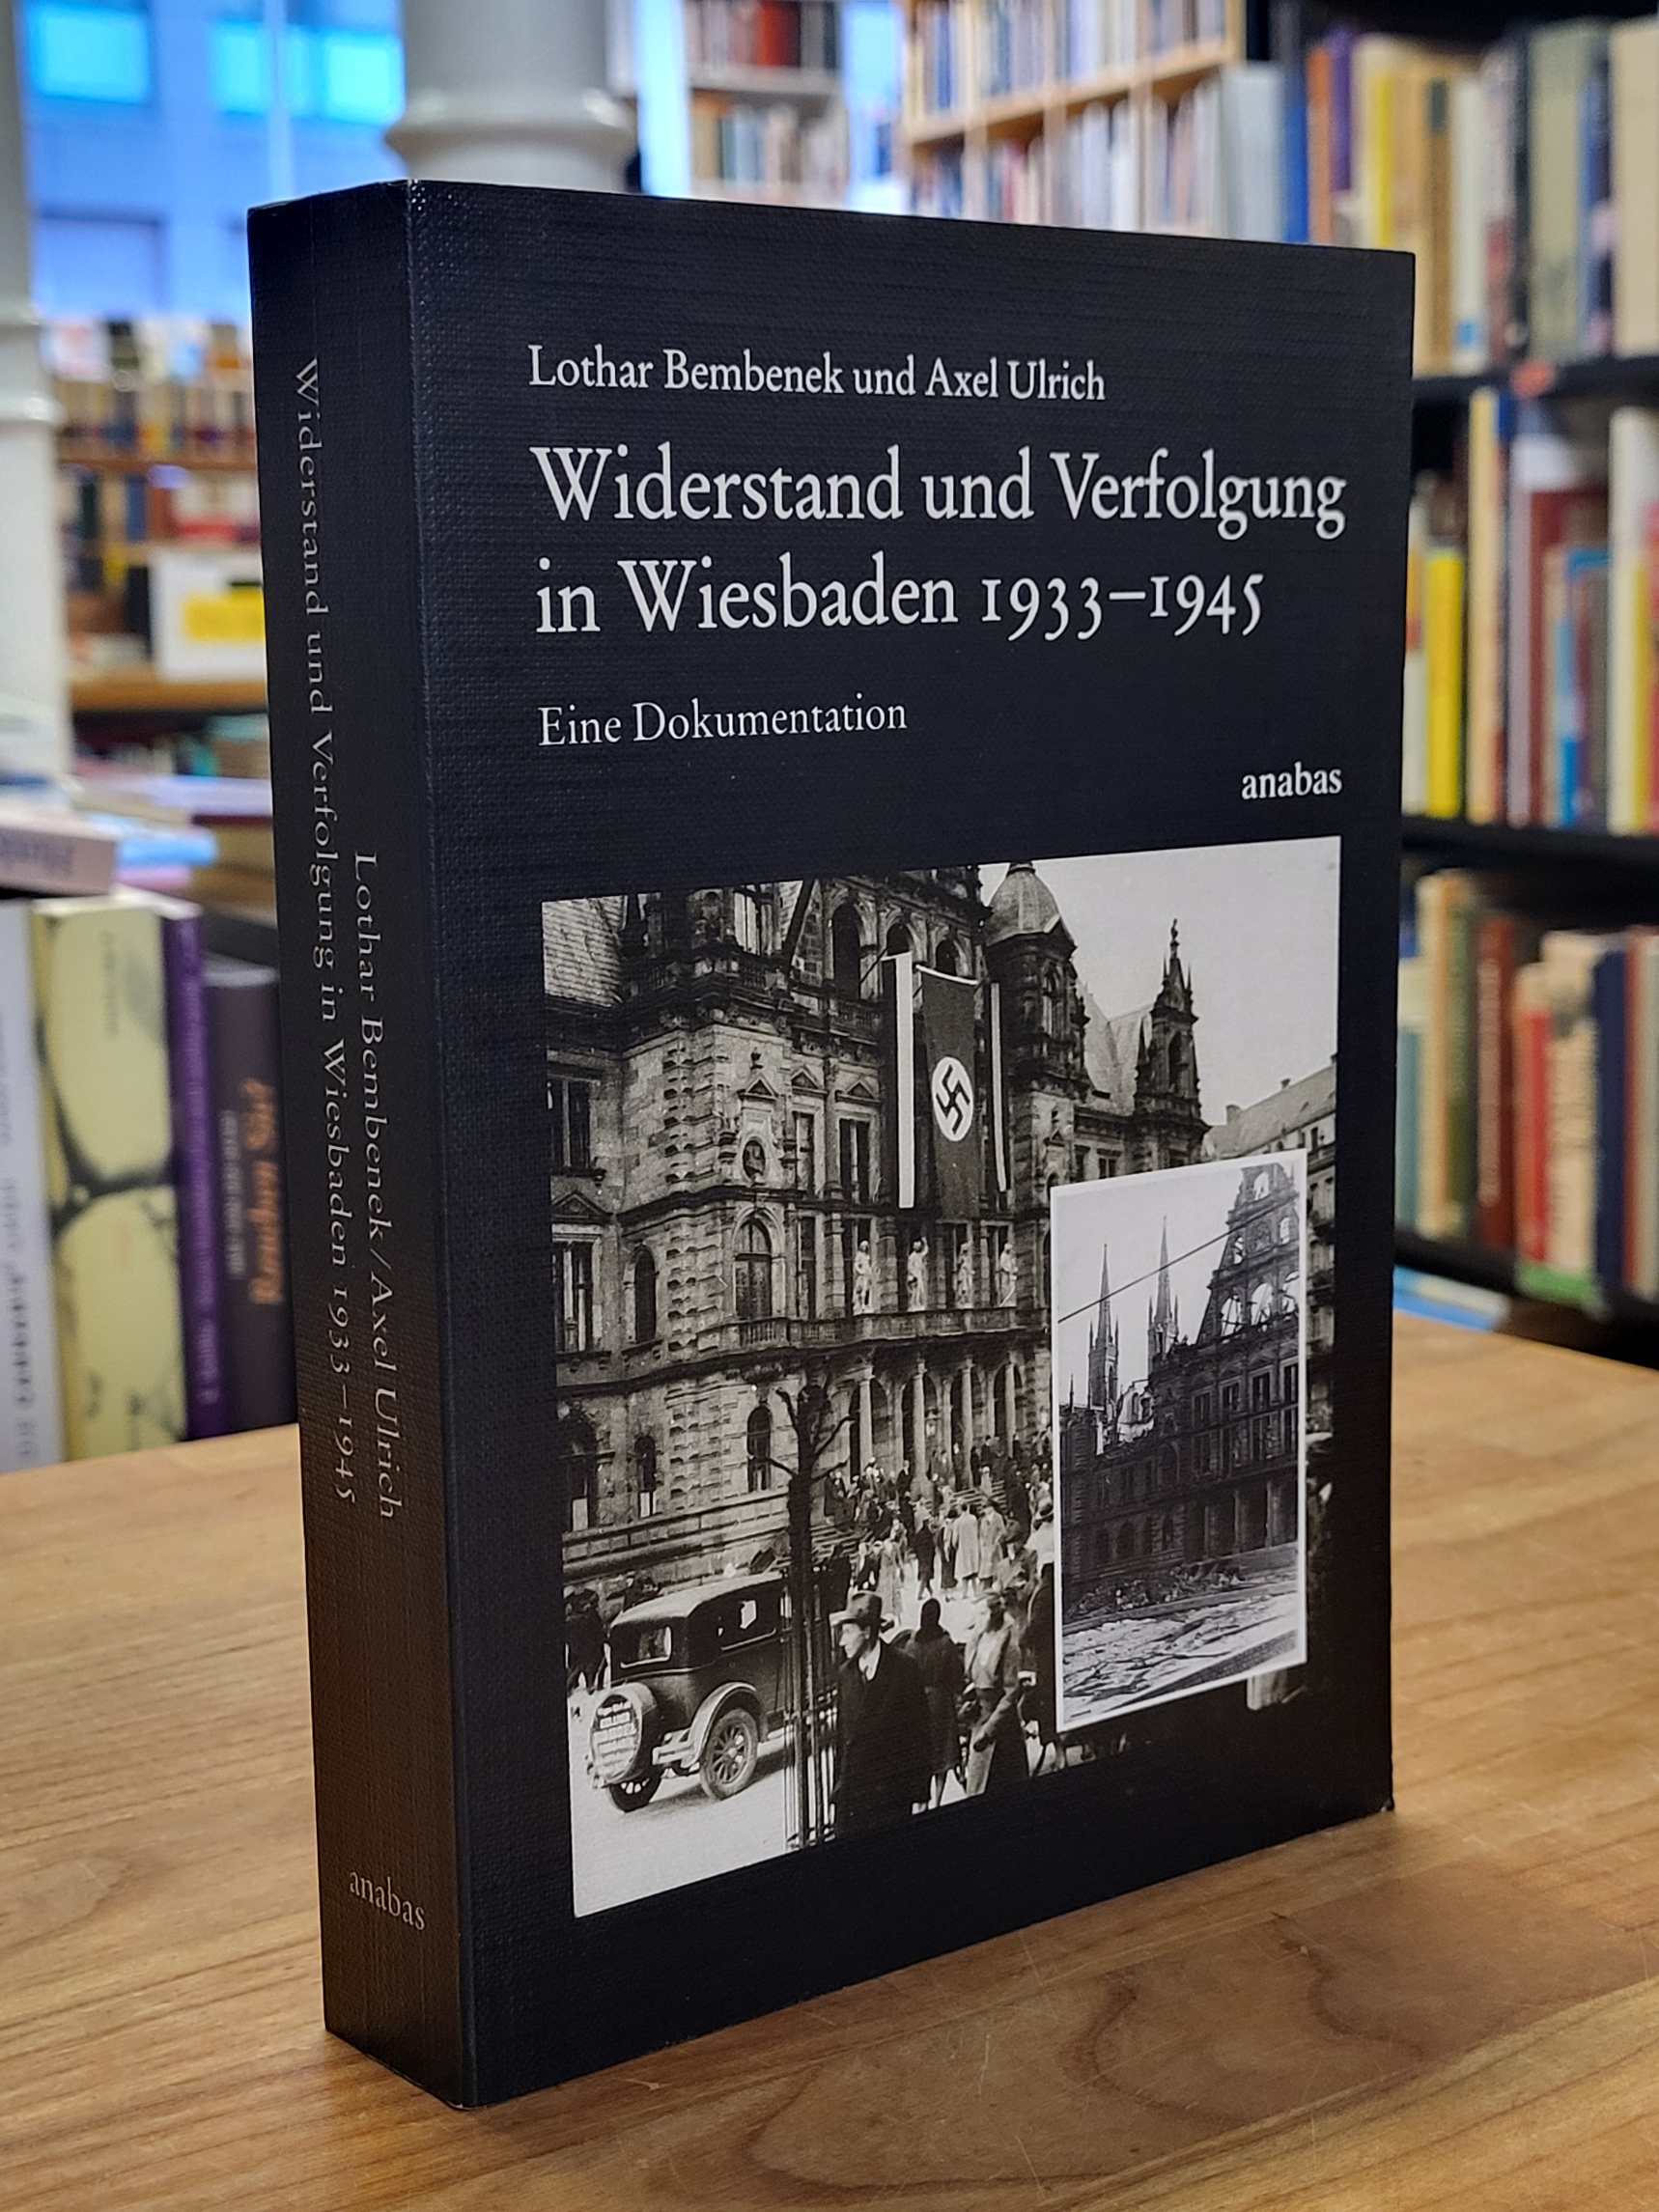 Lothar Bembenek und Axel Ulrich
Widerstand und Verfolgung
in Wiesbaden 1933–1945
Eine Dokumentation
anabas
Lothar Bembenek/Axel Ulrich
Widerstand und Verfolgung in Wiesbaden 1933–1945
anabas